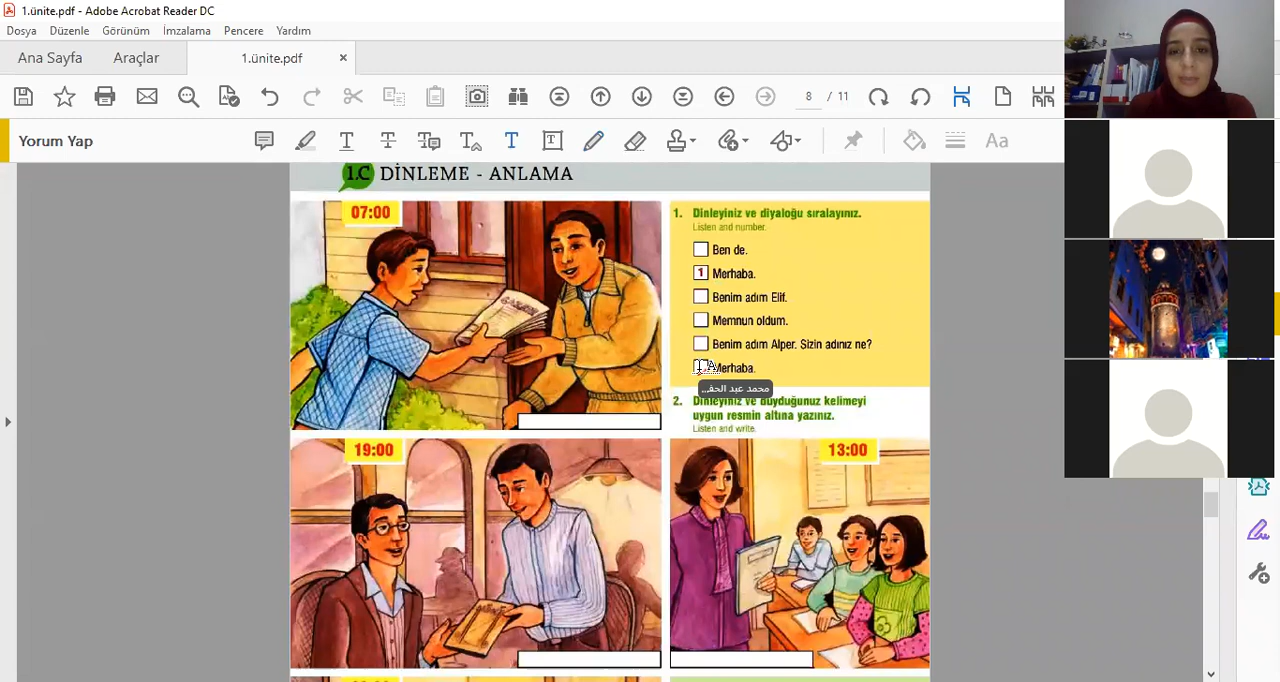 1.ünite.pdf - Adobe Acrobat Reader DC
Dosya Düzenle Görünüm İmzalama Pencere Yardım
Ana Sayfa Araçlar 1.ünite.pdf ×
8 / 11
Yorum Yap
Aa
1.C DİNLEME - ANLAMA
07:00
1. Dinleyiniz ve diyaloğu sıralayınız.
Listen and number.
Ben de.
1 Merhaba.
Benim adım Elif.
Memnun oldum.
Benim adım Alper. Sizin adınız ne?
Merhaba.
محمد عبد الحفـ...
2. Dinleyiniz ve duyduğunuz kelimeyi
uygun resmin altına yazınız.
Listen and write.
19:00
13:00